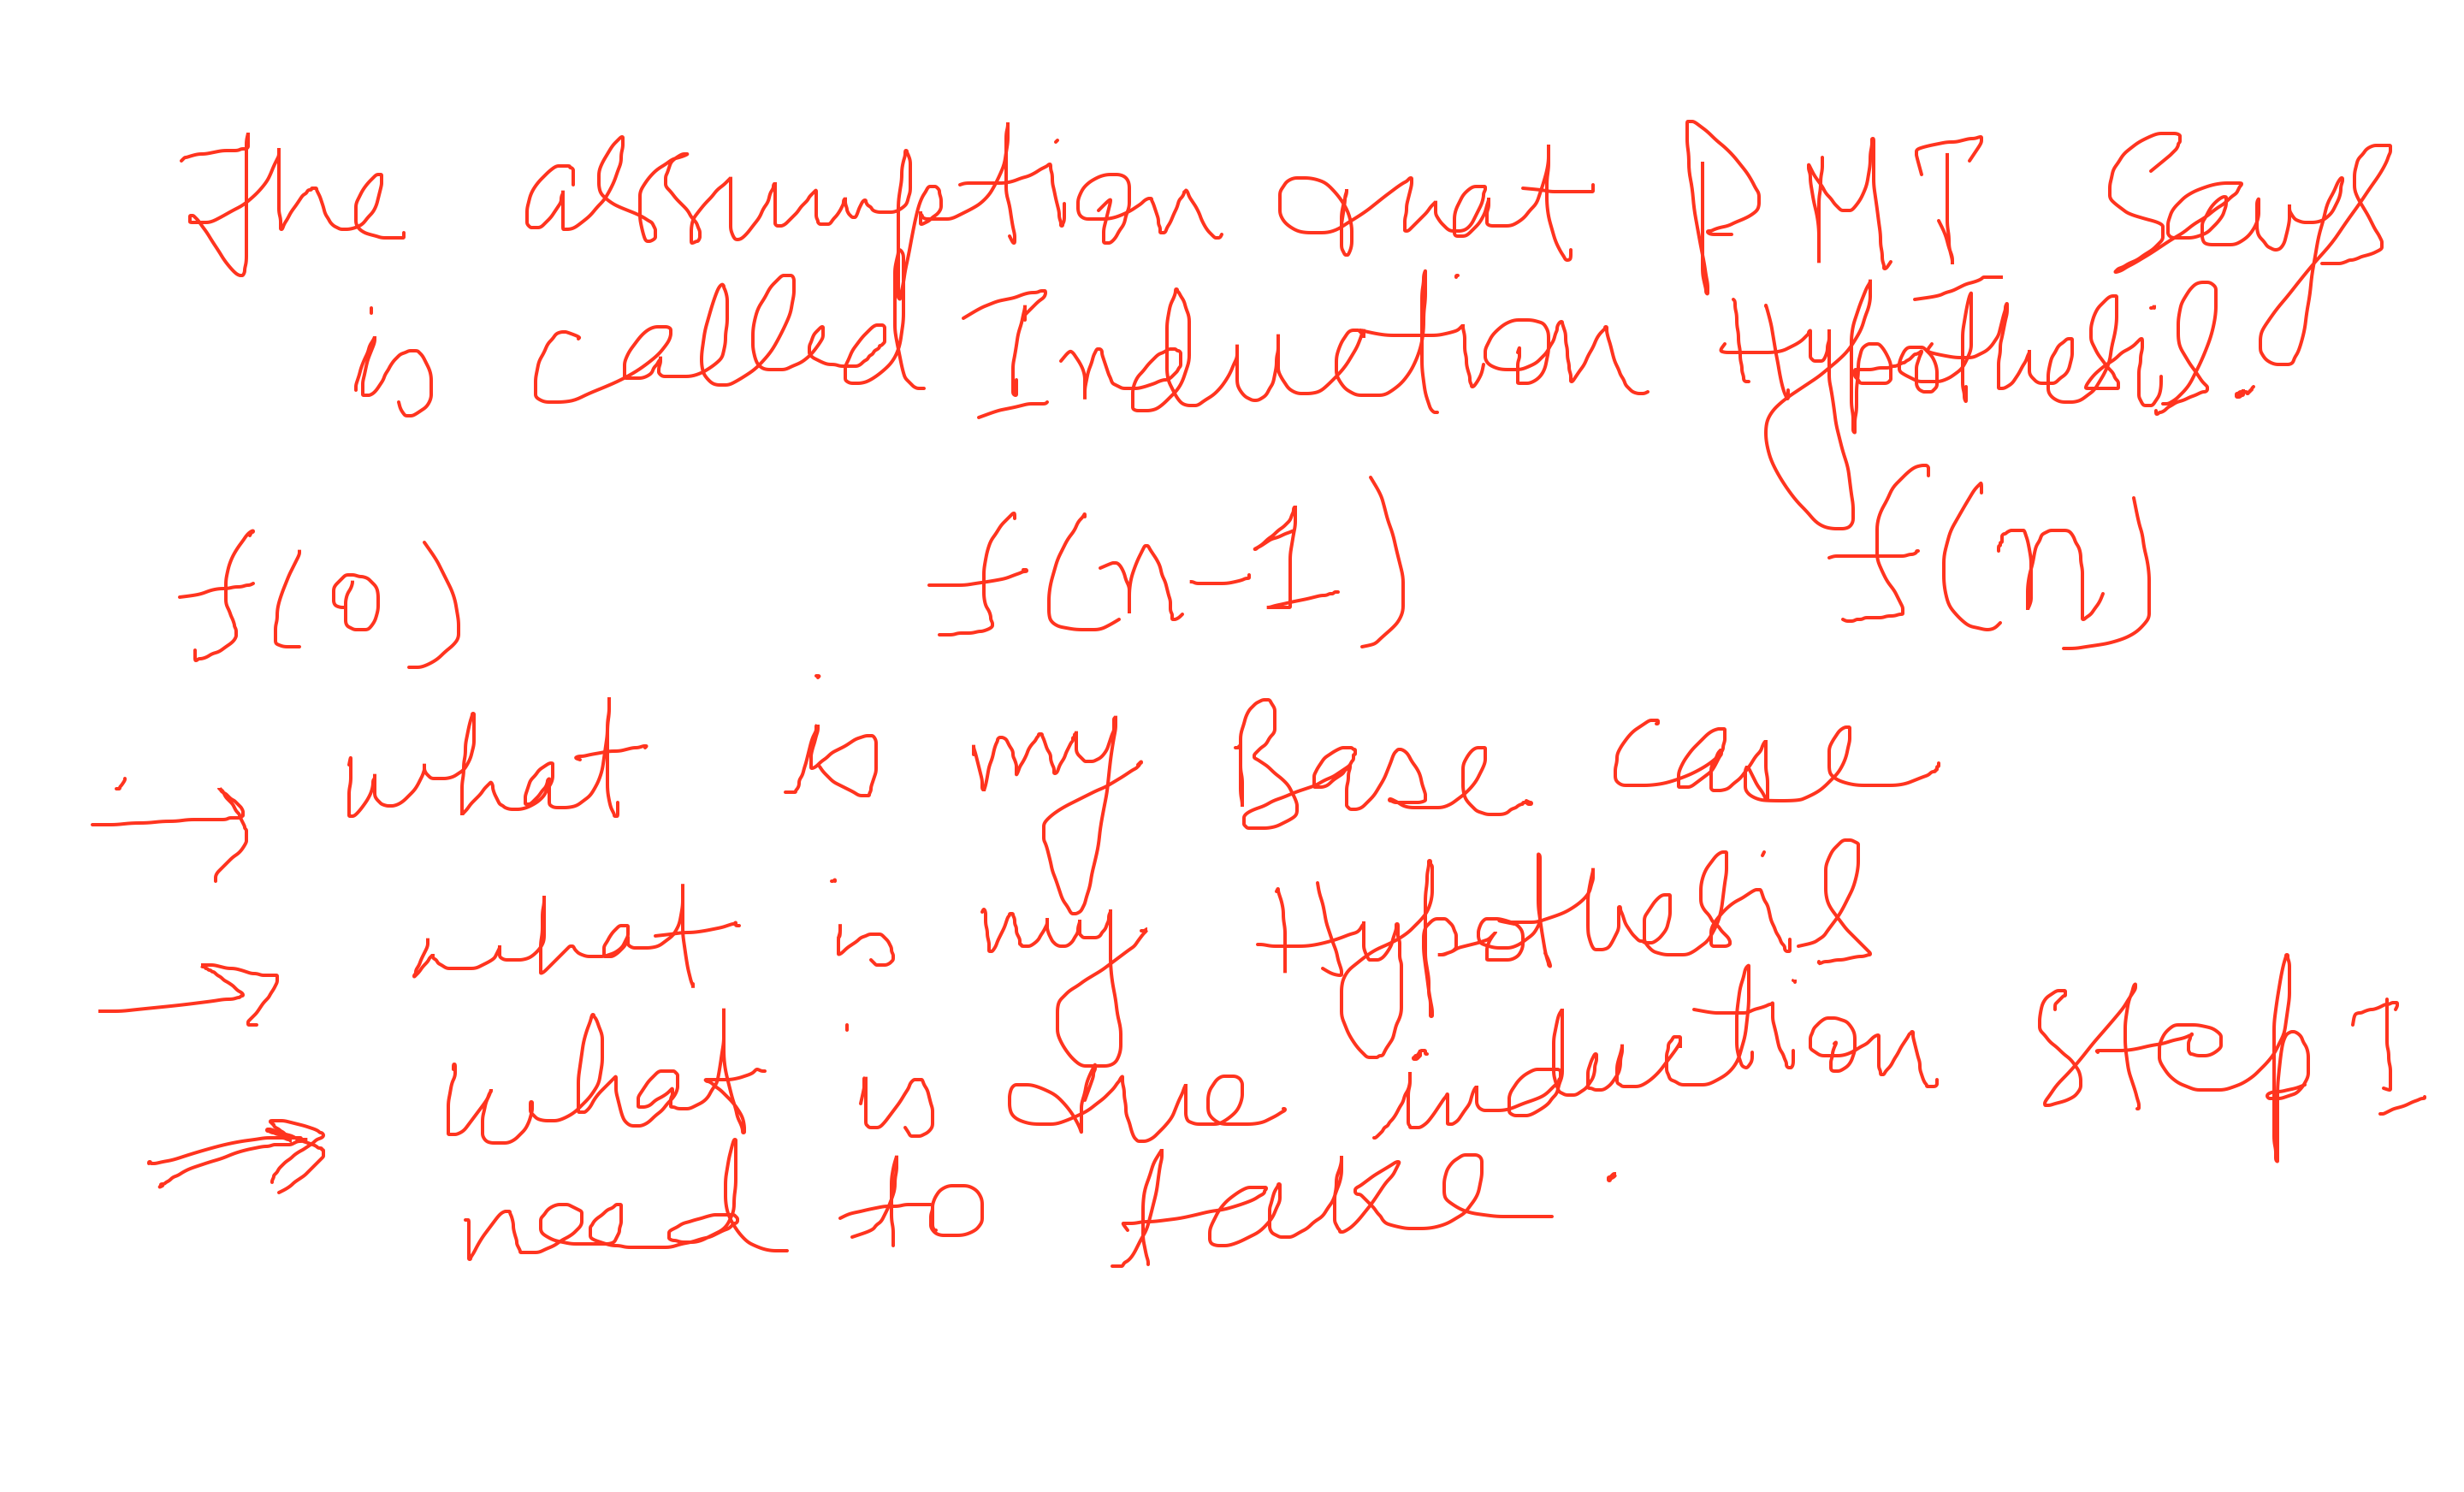 The assumption that PMI says
is called Induction Hypothesis.
f(0) f(n-1) f(n)
→ what is my Base case
→ what is my Hypothesis
→ what is the induction step I
need to take.